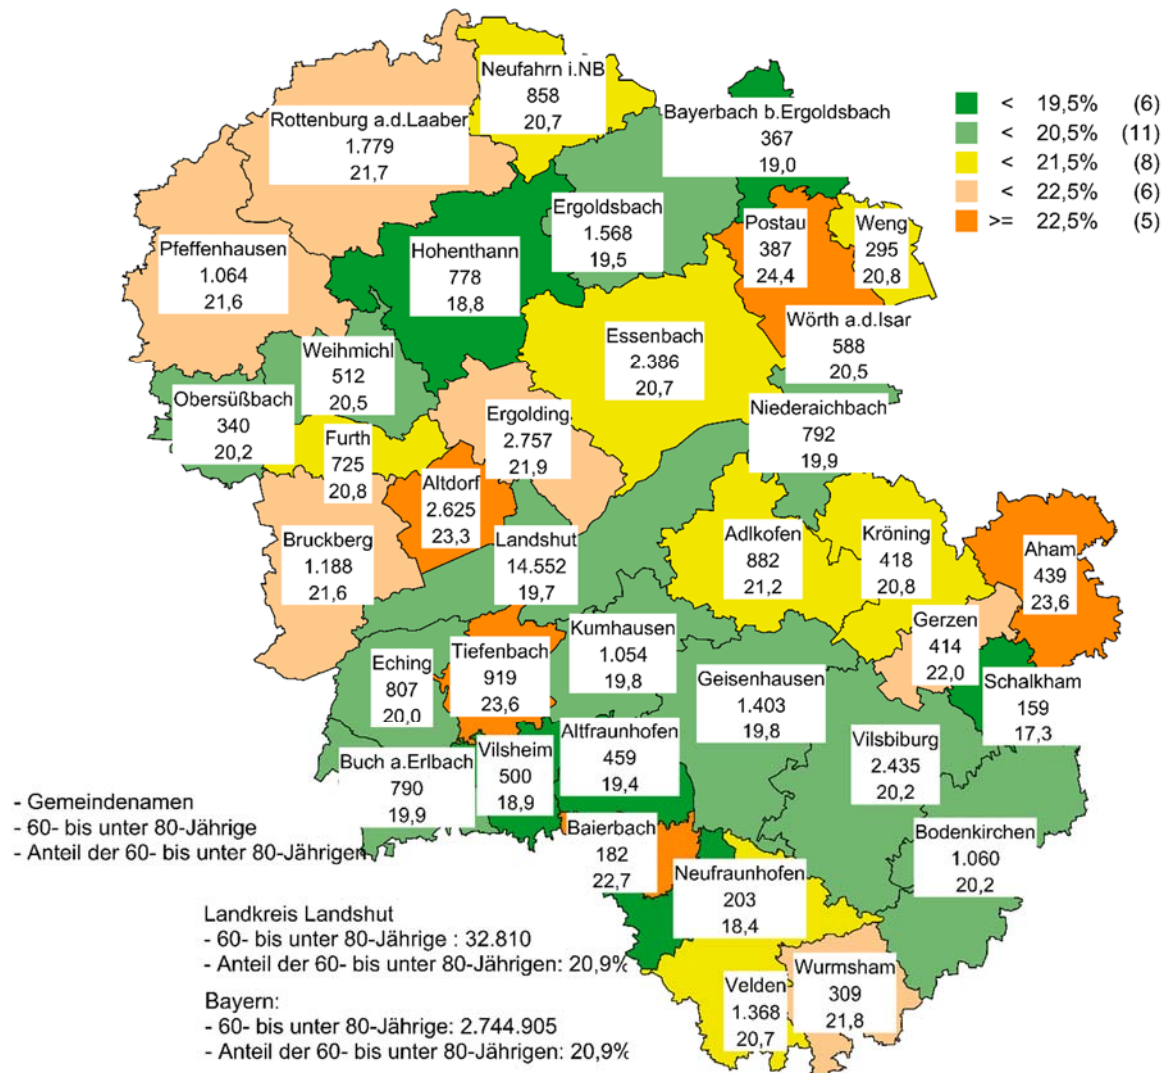 Neufahrn i.NB
858
20,7
Rottenburg a.d.Laaber
1.779
21,7
Bayerbach b.Ergoldsbach
367
19,0
< 19,5% (6)
< 20,5% (11)
< 21,5% (8)
< 22,5% (6)
>= 22,5% (5)
Pfeffenhausen
1.064
21,6
Hohenthann
778
18,8
Ergoldsbach
1.568
19,5
Postau
387
24,4
Weng
295
20,8
Wörth a.d.Isar
588
20,5
Essenbach
2.386
20,7
Weihmichl
512
20,5
Obersüßbach
340
20,2
Furth
725
20,8
Ergolding
2.757
21,9
Niederaichbach
792
19,9
Altdorf
2.625
23,3
Bruckberg
1.188
21,6
Landshut
14.552
19,7
Adlkofen
882
21,2
Kröning
418
20,8
Aham
439
23,6
Gerzen
414
22,0
Schalkham
159
17,3
Eching
807
20,0
Tiefenbach
919
23,6
Kumhausen
1.054
19,8
Geisenhausen
1.403
19,8
Vilsbiburg
2.435
20,2
Buch a.Erlbach
790
19,9
Vilsheim
500
18,9
Altfraunhofen
459
19,4
Baierbach
182
22,7
Neufraunhofen
203
18,4
Bodenkirchen
1.060
20,2
Velden
1.368
20,7
Wurmsham
309
21,8
- Gemeindenamen
- 60- bis unter 80-Jährige
- Anteil der 60- bis unter 80-Jährigen
Landkreis Landshut
- 60- bis unter 80-Jährige : 32.810
- Anteil der 60- bis unter 80-Jährigen: 20,9%
Bayern:
- 60- bis unter 80-Jährige: 2.744.905
- Anteil der 60- bis unter 80-Jährigen: 20,9%